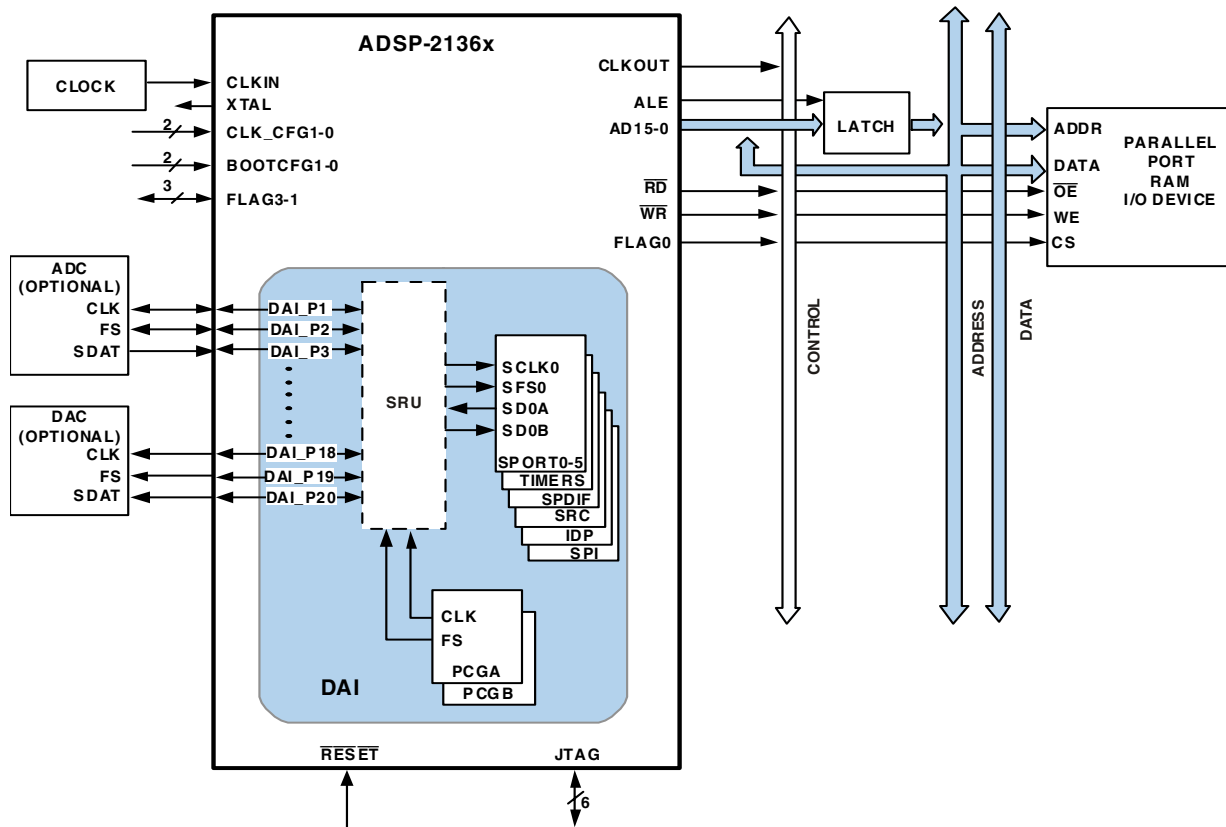 ADSP-2136x
CLOCK
CLKIN
XTAL
2
CLK_CFG1-0
2
BOOTCFG1-0
3
FLAG3-1
CLKOUT
ALE
AD15-0
LATCH
RD
WR
FLAG0
ADDR
DATA
OE
WE
CS
PARALLEL
PORT
RAM
I/O DEVICE
CONTROL
ADDRESS
DATA
ADC
(OPTIONAL)
CLK
FS
SDAT
DAC
(OPTIONAL)
CLK
FS
SDAT
DAI_P1
DAI_P2
DAI_P3
DAI_P18
DAI_P19
DAI_P20
SRU
SCLK0
SFS0
SD0A
SD0B
SPORT0-5
TIMERS
SPDIF
SRC
IDP
SPI
CLK
FS
PCGA
PCGB
DAI
RESET
JTAG
6